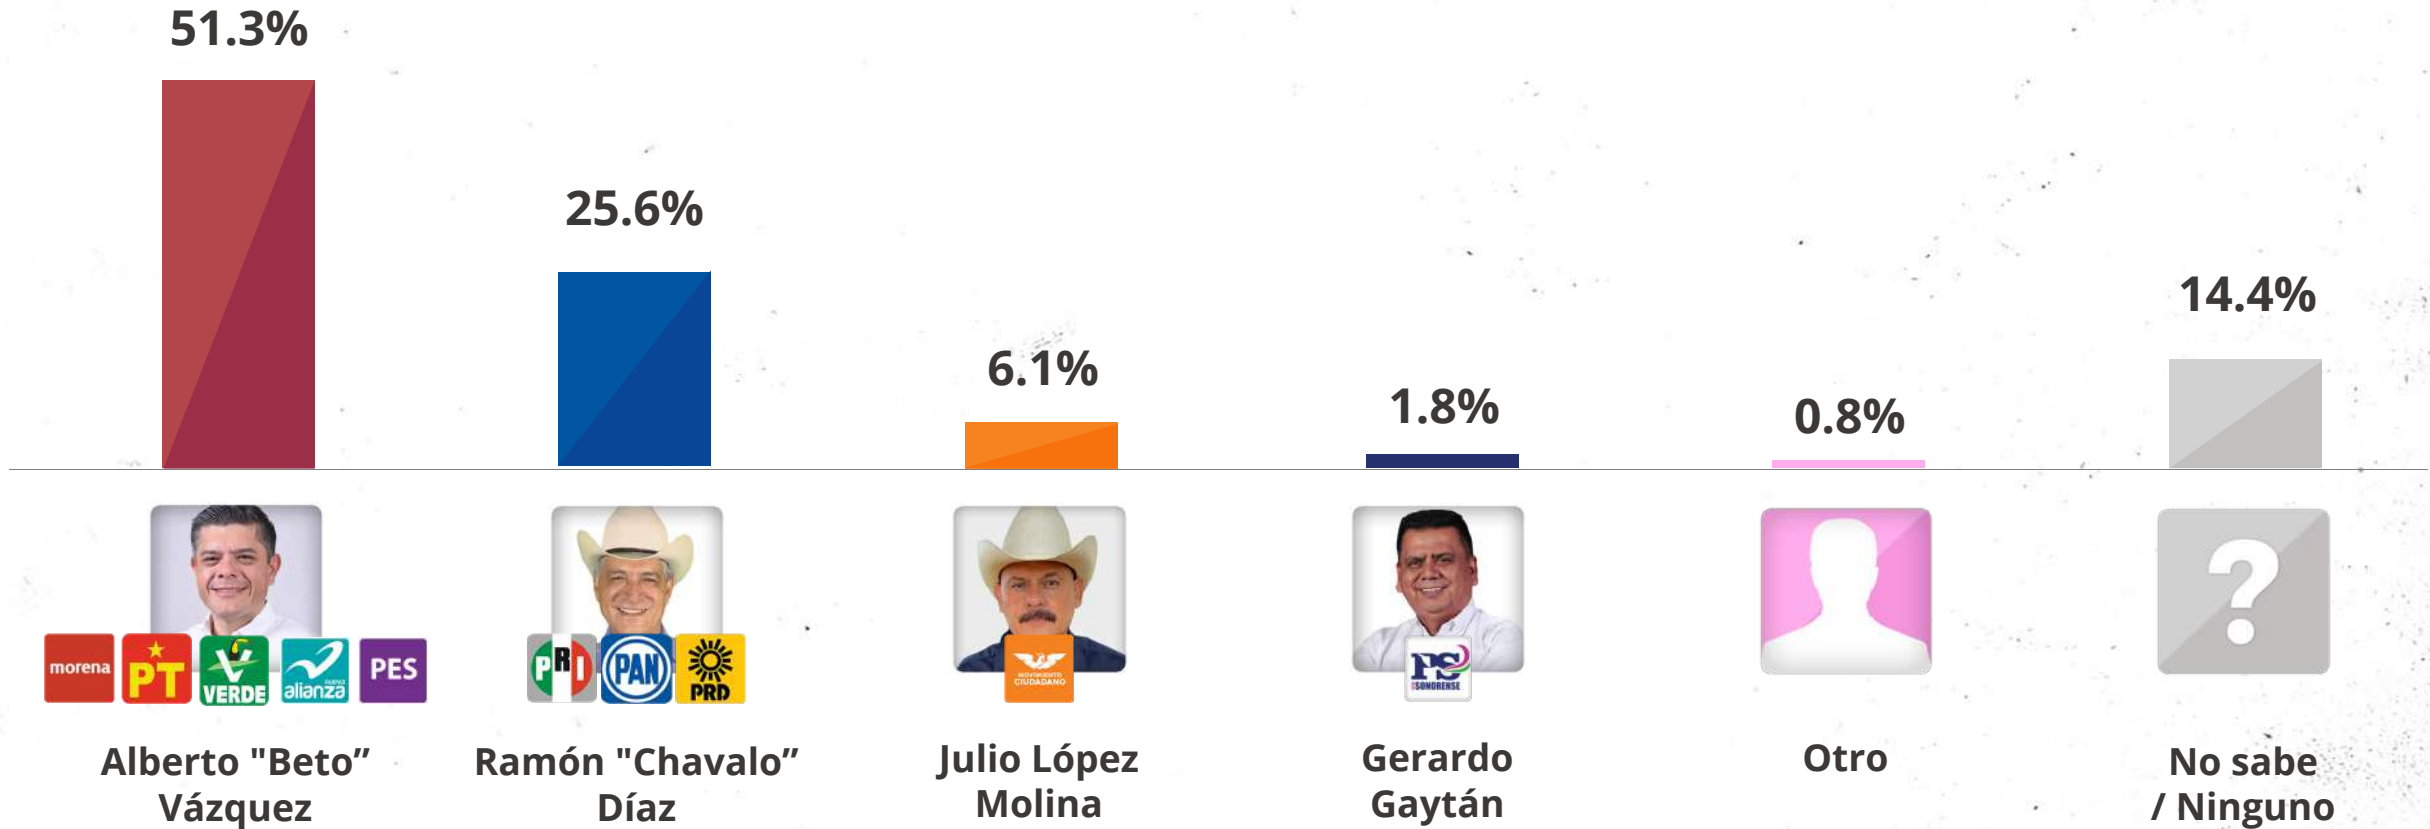 51.3%
25.6%
6.1%
1.8%
0.8%
14.4%
morena
PT
VERDE
nueva
alianza
PES
PRI
PAN
PRD
MOVIMIENTO
CIUDADANO
PS
SONORENSE
?
Alberto "Beto”
Vázquez
Ramón "Chavalo”
Díaz
Julio López
Molina
Gerardo
Gaytán
Otro
No sabe
/ Ninguno